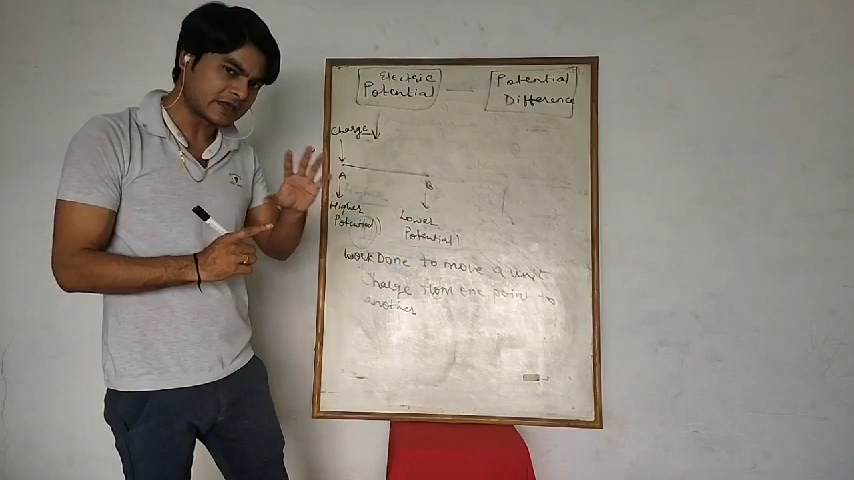 Electric
Potential
Potential
Difference
Charge
A
B
Higher
Potential
Lower
Potential
Work Done to move a unit
Charge from one point to
another